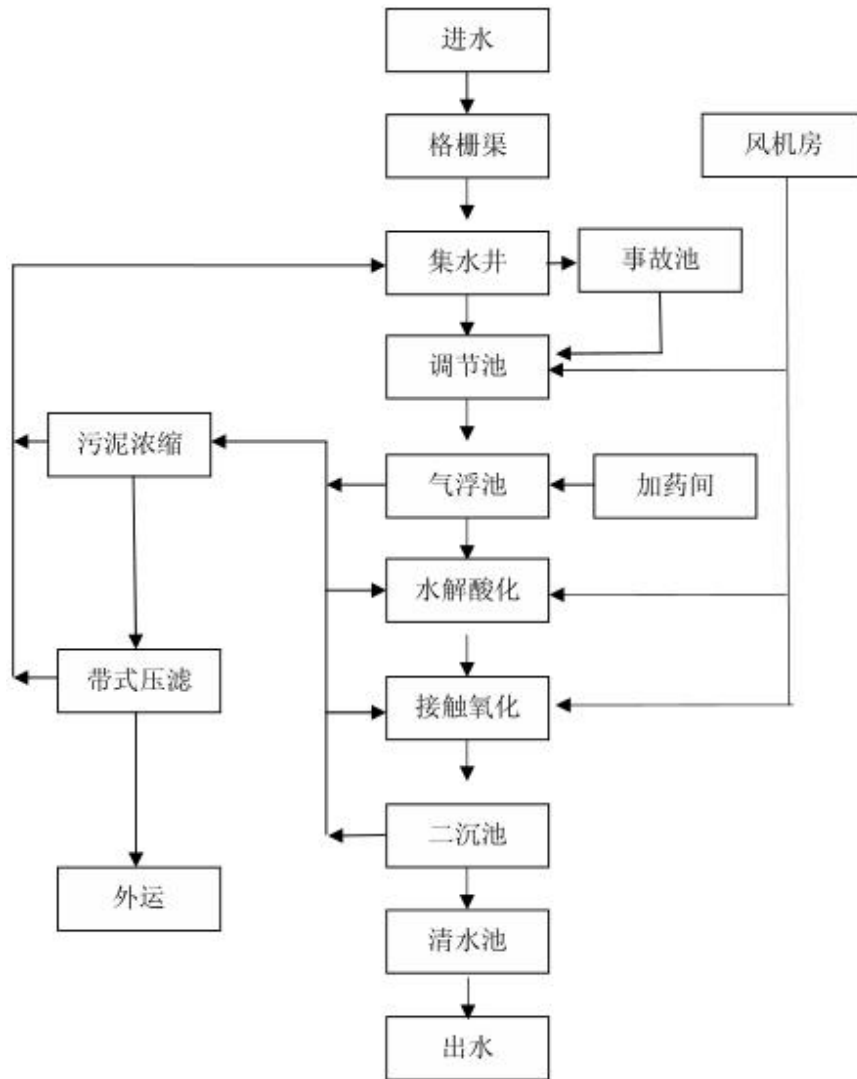 进水
格栅渠
风机房
集水井
事故池
调节池
污泥浓缩
气浮池
加药间
水解酸化
带式压滤
接触氧化
二沉池
外运
清水池
出水